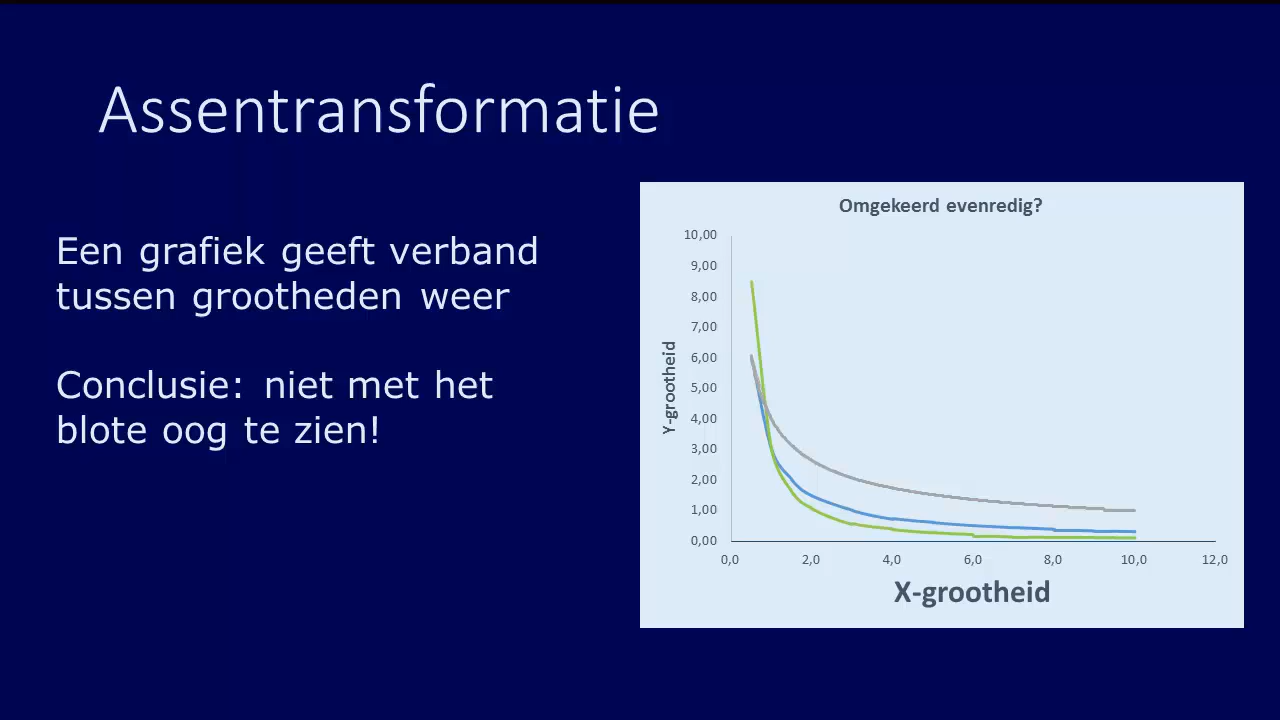 Assentransformatie
Een grafiek geeft verband
tussen grootheden weer
Conclusie: niet met het
blote oog te zien!
Omgekeerd evenredig?
10,00
9,00
8,00
7,00
6,00
5,00
4,00
3,00
2,00
1,00
0,00
Y-grootheid
0,0 2,0 4,0 6,0 8,0 10,0 12,0
X-grootheid